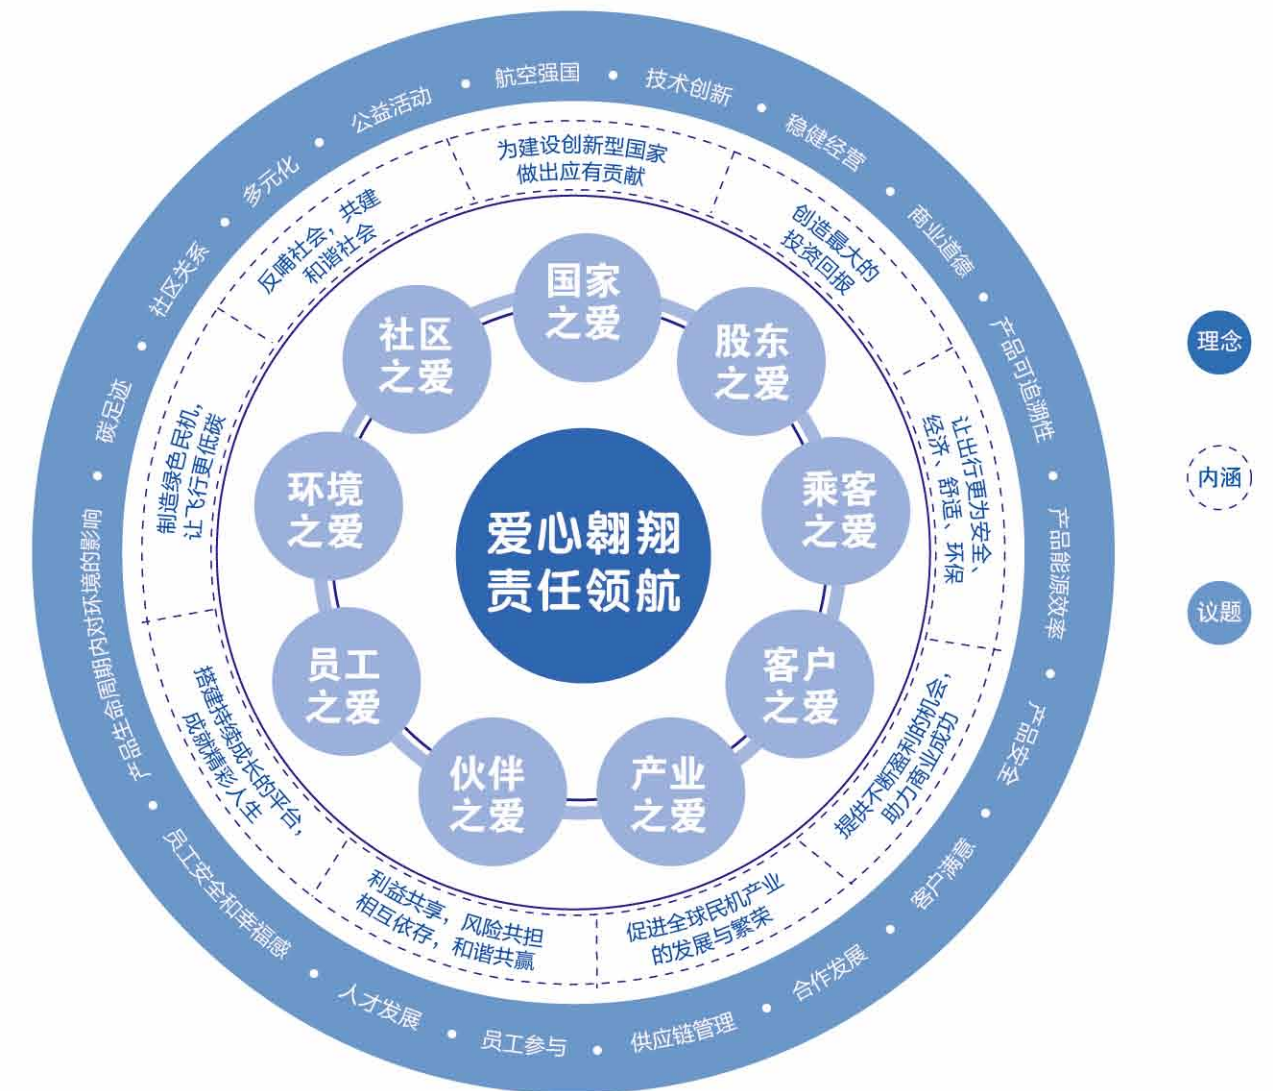 爱心翱翔
责任领航
国家
之爱
股东
之爱
乘客
之爱
客户
之爱
产业
之爱
伙伴
之爱
员工
之爱
环境
之爱
社区
之爱
为建设创新型国家
做出应有贡献
创造最大的
投资回报
让出行更为安全、
经济、舒适、环保
提供不断盈利的机会，
助力商业成功
促进全球民机产业
的发展与繁荣
利益共享，风险共担
相互依存，和谐共赢
搭建持续成长的平台，
成就精彩人生
制造绿色民机，
让飞行更低碳
反哺社会，共建
和谐社会
航空强国
技术创新
稳健经营
商业道德
产品可追溯性
产品能源效率
产品安全
客户满意
合作发展
供应链管理
员工参与
人才发展
员工安全和幸福感
产品生命周期内对环境的影响
碳足迹
社区关系
多元化
公益活动
理念
内涵
议题